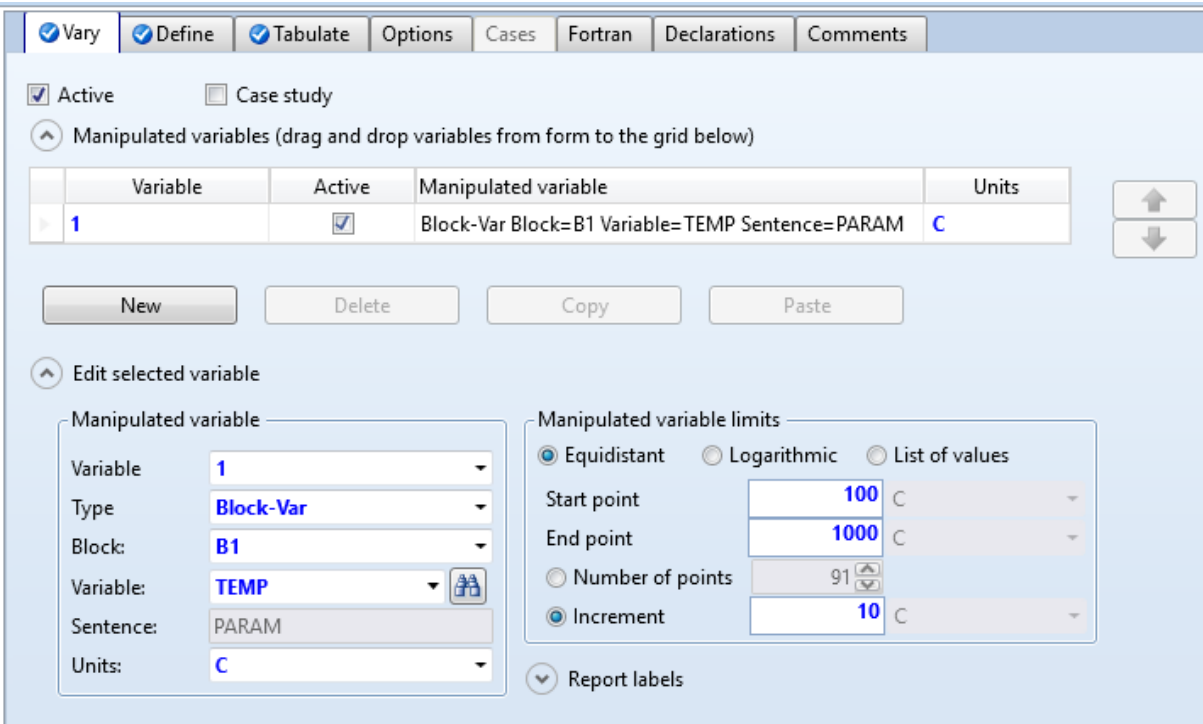 Vary Define Tabulate Options Cases Fortran Declarations Comments
Active Case study
Manipulated variables (drag and drop variables from form to the grid below)
Variable Active Manipulated variable Units
1 Block-Var Block=B1 Variable=TEMP Sentence=PARAM C
New Delete Copy Paste
Edit selected variable
Manipulated variable
Variable 1
Type Block-Var
Block: B1
Variable: TEMP
Sentence: PARAM
Units: C
Manipulated variable limits
Equidistant Logarithmic List of values
Start point 100 C
End point 1000 C
Number of points 91
Increment 10 C
Report labels